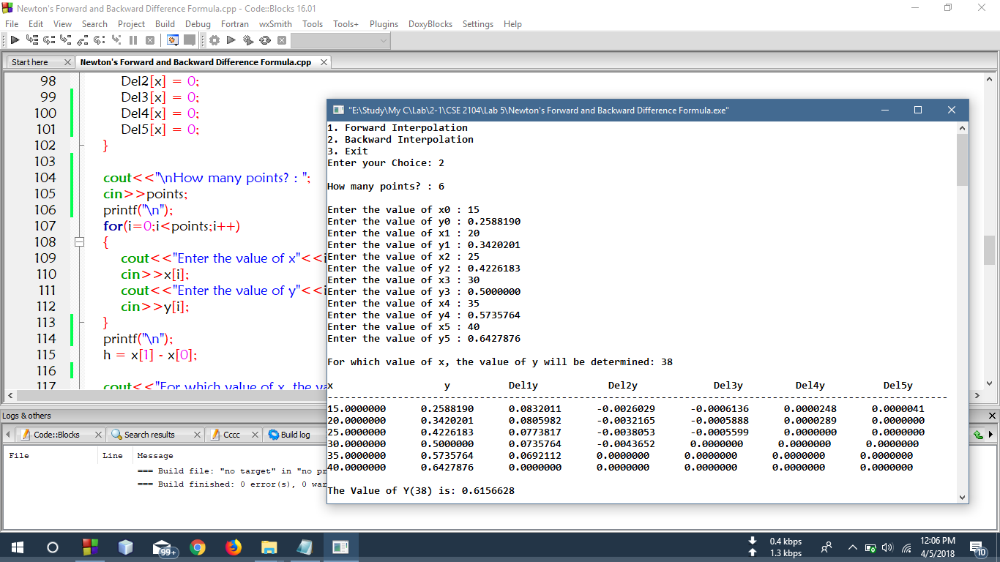 Newton's Forward and Backward Difference Formula.cpp - Code::Blocks 16.01
File Edit View Search Project Build Debug Fortran wxSmith Tools Tools+ Plugins DoxyBlocks Settings Help
Start here
Newton's Forward and Backward Difference Formula.cpp
98 Del2[x] = 0;
99 Del3[x] = 0;
100 Del4[x] = 0;
101 Del5[x] = 0;
102 }
103
104 cout<<"\nHow many points? : ";
105 cin>>points;
106 printf("\n");
107 for(i=0;i<points;i++)
108 {
109 cout<<"Enter the value of x"<<i
110 cin>>x[i];
111 cout<<"Enter the value of y"<<i
112 cin>>y[i];
113 }
114 printf("\n");
115 h = x[1] - x[0];
116
117 cout<<"For which value of x, the va
"E:\Study\My C\Lab\2-1\CSE 2104\Lab 5\Newton's Forward and Backward Difference Formula.exe"
1. Forward Interpolation
2. Backward Interpolation
3. Exit
Enter your Choice: 2
How many points? : 6
Enter the value of x0 : 15
Enter the value of y0 : 0.2588190
Enter the value of x1 : 20
Enter the value of y1 : 0.3420201
Enter the value of x2 : 25
Enter the value of y2 : 0.4226183
Enter the value of x3 : 30
Enter the value of y3 : 0.5000000
Enter the value of x4 : 35
Enter the value of y4 : 0.5735764
Enter the value of x5 : 40
Enter the value of y5 : 0.6427876
For which value of x, the value of y will be determined: 38
x y Del1y Del2y Del3y Del4y Del5y
15.0000000 0.2588190 0.0832011 -0.0026029 -0.0006136 0.0000248 0.0000041
20.0000000 0.3420201 0.0805982 -0.0032165 -0.0005888 0.0000289 0.0000000
25.0000000 0.4226183 0.0773817 -0.0038053 -0.0005599 0.0000000 0.0000000
30.0000000 0.5000000 0.0735764 -0.0043652 0.0000000 0.0000000 0.0000000
35.0000000 0.5735764 0.0692112 0.0000000 0.0000000 0.0000000 0.0000000
40.0000000 0.6427876 0.0000000 0.0000000 0.0000000 0.0000000 0.0000000
The Value of Y(38) is: 0.6156628
Logs & others
Code::Blocks
Search results
Cccc
Build log
File Line Message
=== Build file: "no target" in "no pr
=== Build finished: 0 error(s), 0 war
99+
0.4 kbps
1.3 kbps
12:06 PM
4/5/2018
10